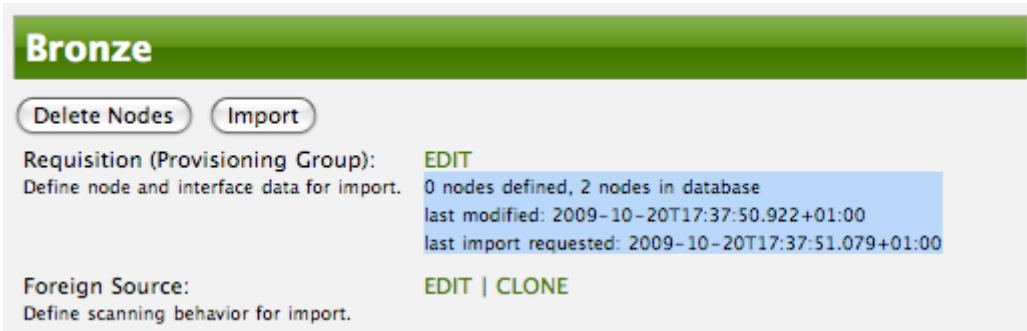 Bronze
Delete Nodes Import
Requisition (Provisioning Group): EDIT
Define node and interface data for import. 0 nodes defined, 2 nodes in database
last modified: 2009-10-20T17:37:50.922+01:00
last import requested: 2009-10-20T17:37:51.079+01:00
Foreign Source: EDIT | CLONE
Define scanning behavior for import.